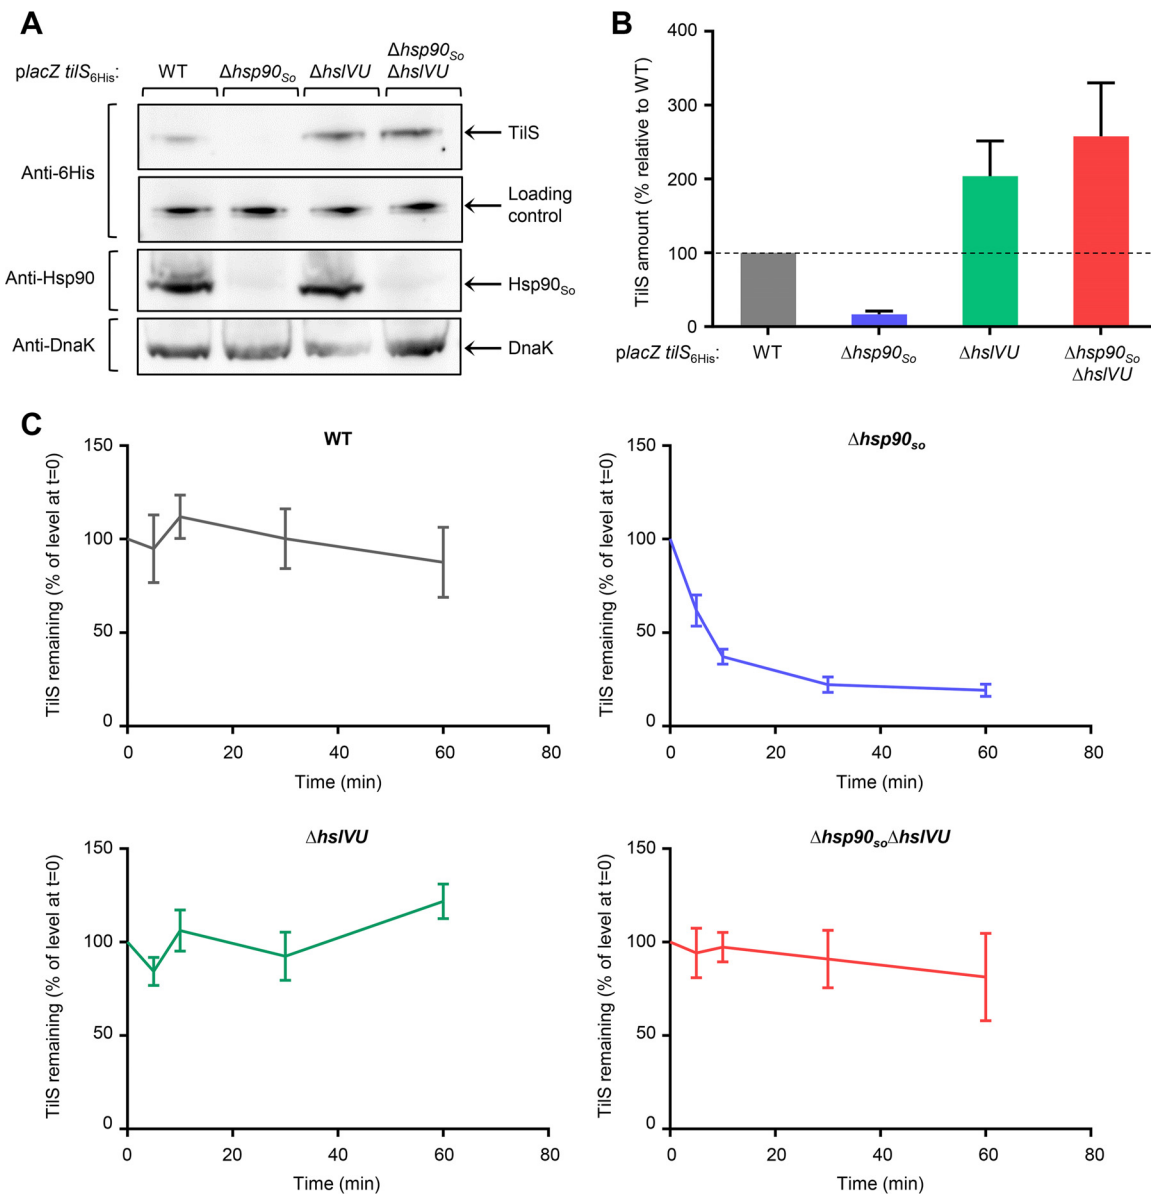 A
placZ tilS6His:
WT
Δhsp90So
ΔhslVU
Δhsp90So
ΔhslVU
Anti-6His
TilS
Loading
control
Anti-Hsp90
Hsp90So
Anti-DnaK
DnaK
B
TilS amount (% relative to WT)
400
300
200
100
0
placZ tilS6His:
WT
Δhsp90So
ΔhslVU
Δhsp90So
ΔhslVU
C
WT
TilS remaining (% of level at t=0)
150
100
50
0
0 20 40 60 80
Time (min)
Δhsp90so
TilS remaining (% of level at t=0)
150
100
50
0
0 20 40 60 80
Time (min)
ΔhslVU
TilS remaining (% of level at t=0)
150
100
50
0
0 20 40 60 80
Time (min)
Δhsp90soΔhslVU
TilS remaining (% of level at t=0)
150
100
50
0
0 20 40 60 80
Time (min)